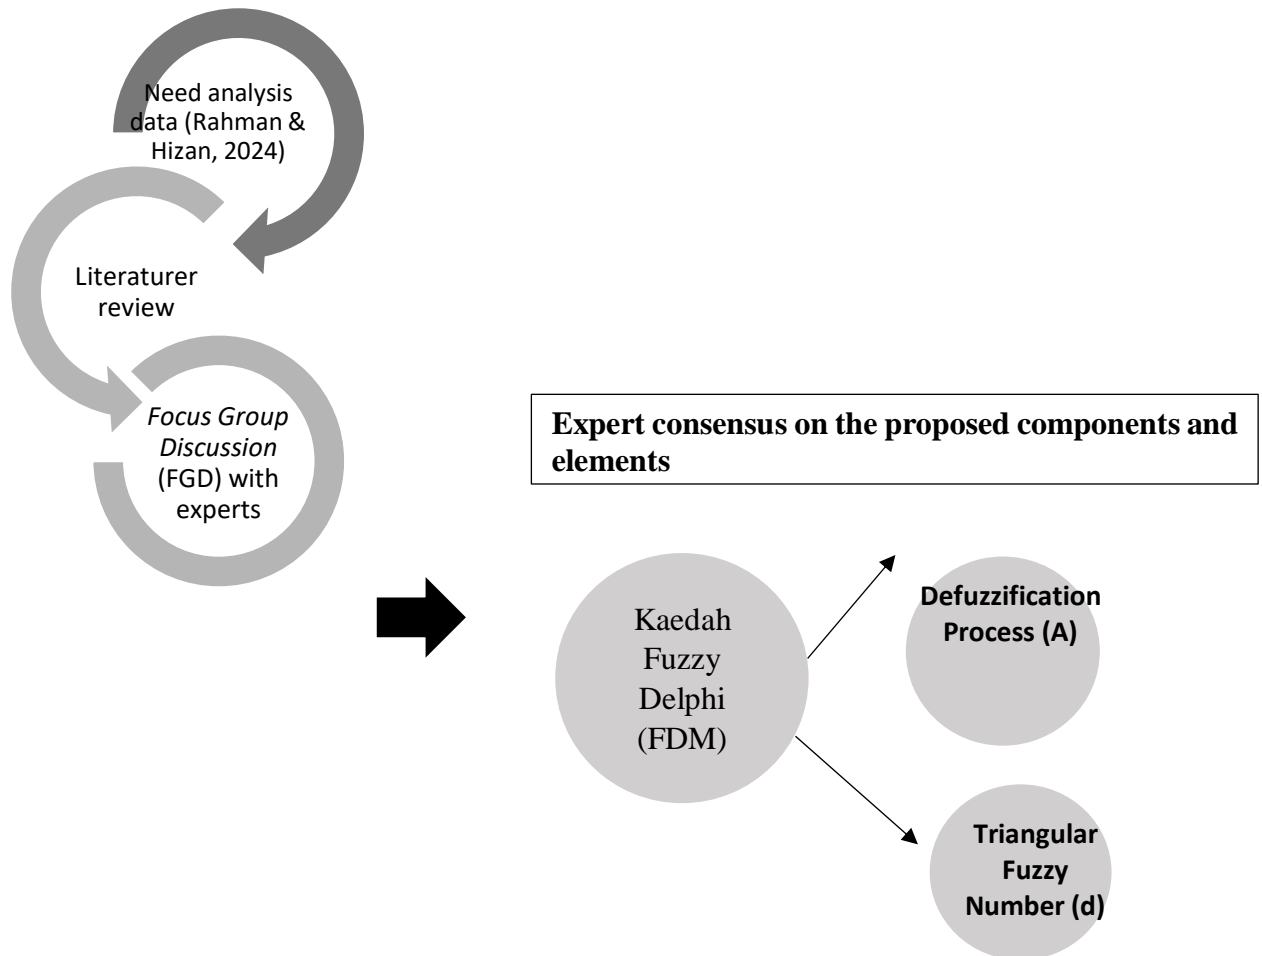 Need analysis
data (Rahman &
Hizan, 2024)
Literaturer
review
Focus Group
Discussion
(FGD) with
experts
Expert consensus on the proposed components and
elements
Kaedah
Fuzzy
Delphi
(FDM)
Defuzzification
Process (A)
Triangular
Fuzzy
Number (d)